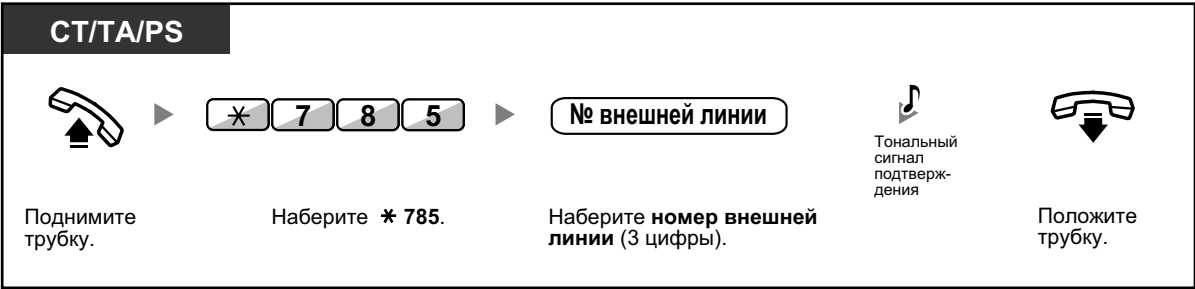 CT/TA/PS
* 7 8 5
№ внешней линии
Тональный
сигнал
подтверж-
дения
Поднимите
трубку.
Наберите * 785.
Наберите номер внешней
линии (3 цифры).
Положите
трубку.